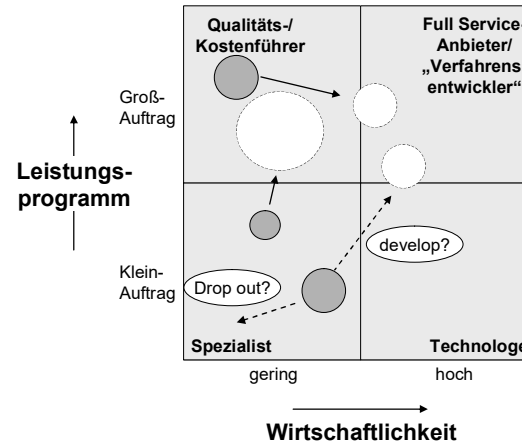 Qualitäts-/
Kostenführer
Full Service-
Anbieter/
„Verfahrens-
entwickler“
Groß-
Auftrag
Leistungs-
programm
develop?
Klein-
Auftrag
Drop out?
Spezialist
Technologe
gering
hoch
Wirtschaftlichkeit